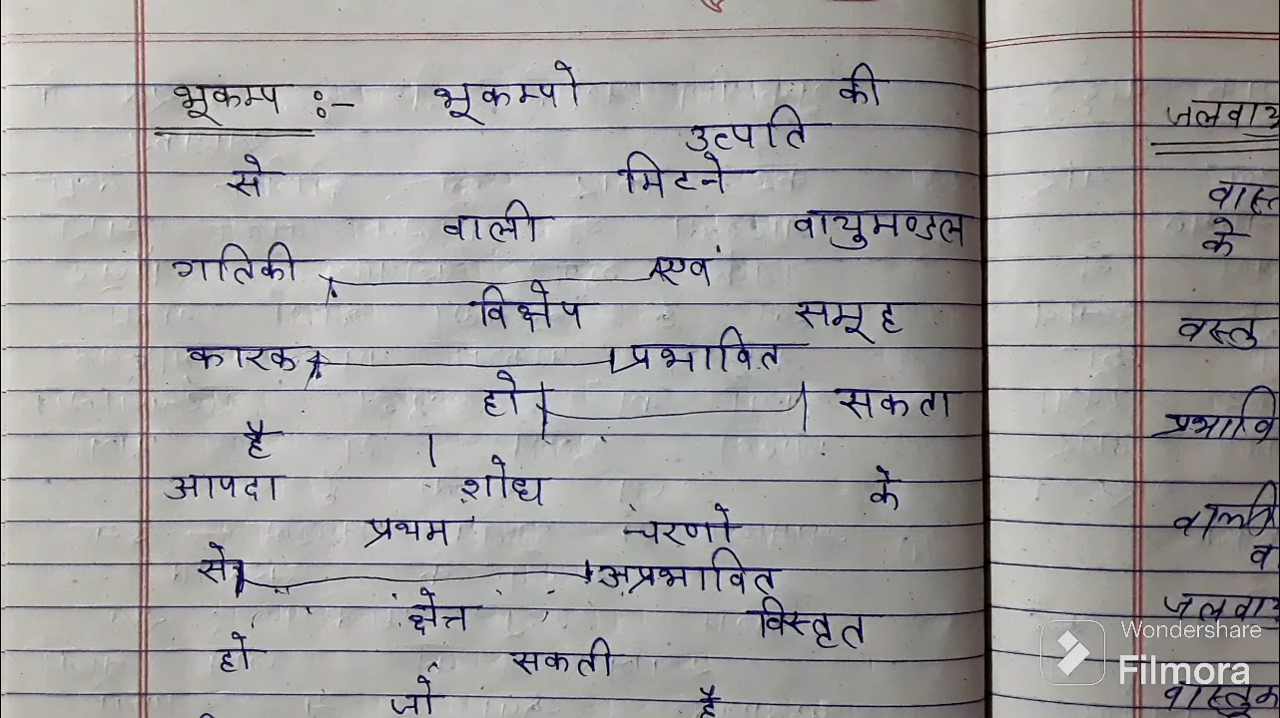 भूकम्प :- भूकम्पो की
उत्पति
से मिटने
वाली वायुमण्डल
गतिकी एवं
विक्षेप समूह
कारक प्रभावित
हो सकता
है ।
आपदा शोध के
प्रथम चरणो
से अप्रभावित
क्षेत्त विस्तृत
हो सकती
जो है
जलवाय
वास्त
के
वस्तु
प्रभावि
वा
जलवाय
वास्तुक
Wondershare
Filmora